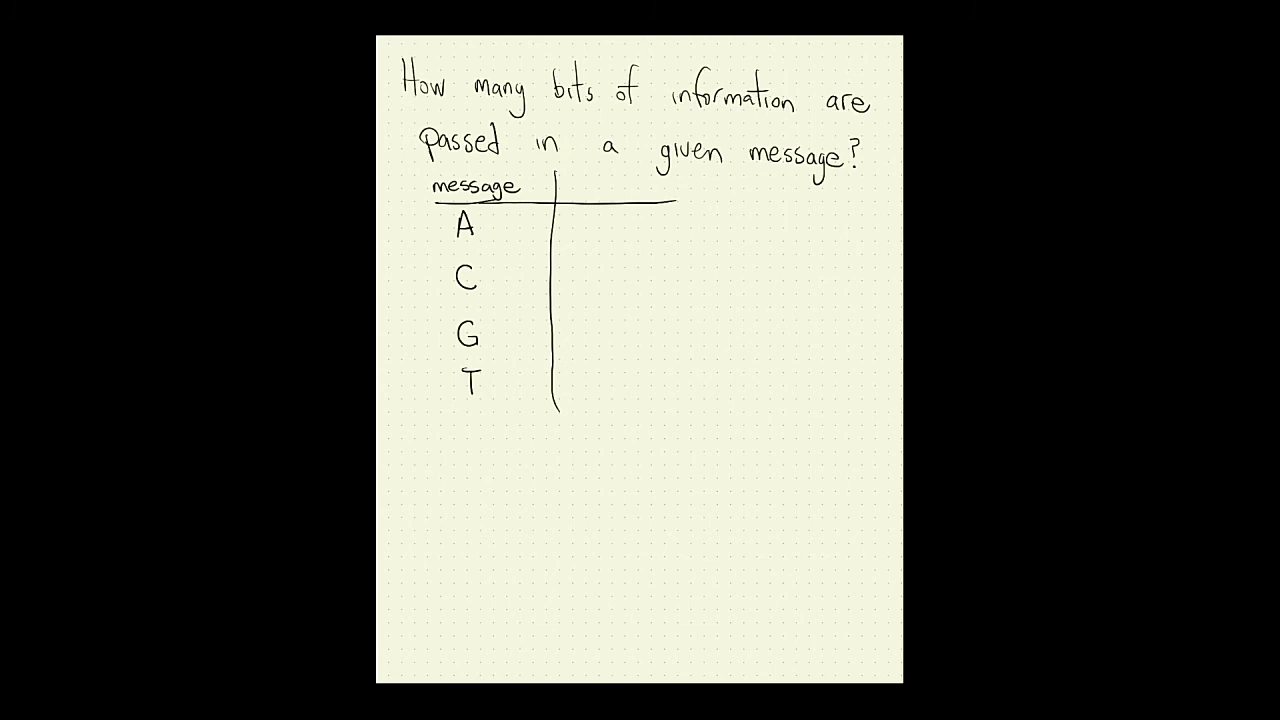 How many bits of information are
passed in a given message?
message
A
C
G
T